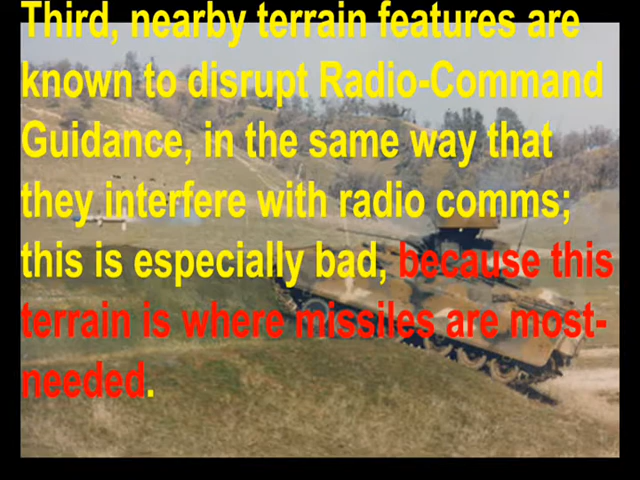 Third, nearby terrain features are
known to disrupt Radio-Command
Guidance, in the same way that
they interfere with radio comms;
this is especially bad, because this
terrain is where missiles are most-
needed.